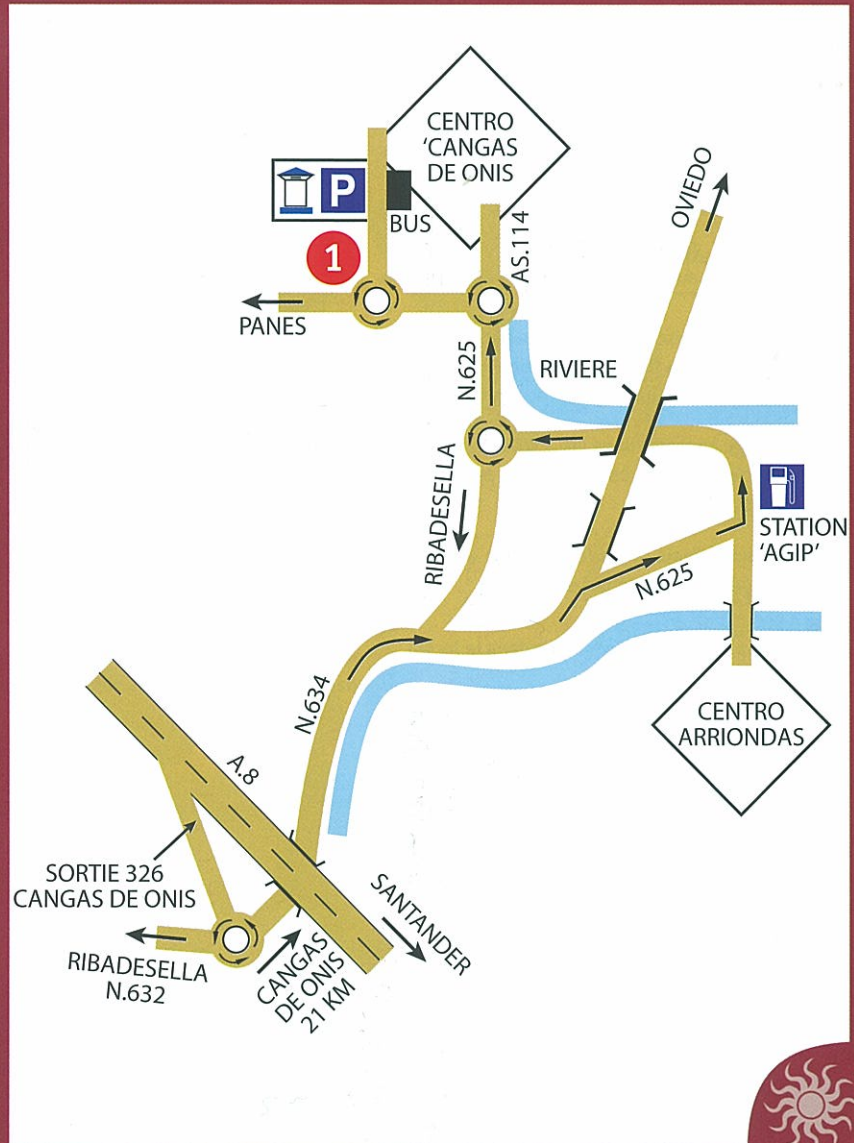 CENTRO
'CANGAS
DE ONIS
P
BUS
1
AS.114
OVIEDO
PANES
N.625
RIVIERE
RIBADESELLA
STATION
'AGIP'
N.625
N.634
CENTRO
ARRIONDAS
A.8
SORTIE 326
CANGAS DE ONIS
SANTANDER
RIBADESELLA
N.632
CANGAS
DE ONIS
21 KM